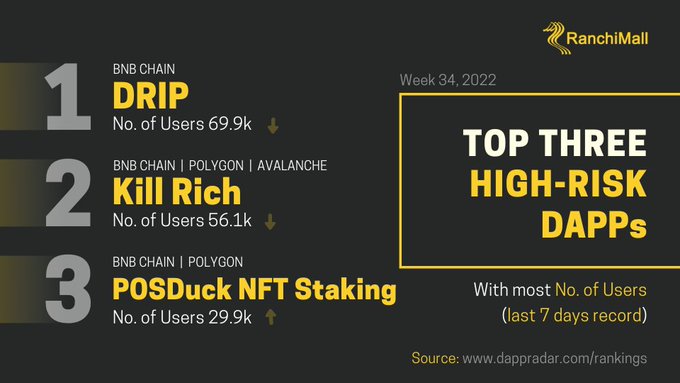 RanchiMall
Week 34, 2022
TOP THREE
HIGH-RISK
DAPPs
With most No. of Users
(last 7 days record)
1
BNB CHAIN
DRIP
No. of Users 69.9k
2
BNB CHAIN | POLYGON | AVALANCHE
Kill Rich
No. of Users 56.1k
3
BNB CHAIN | POLYGON
POSDuck NFT Staking
No. of Users 29.9k
Source: www.dappradar.com/rankings